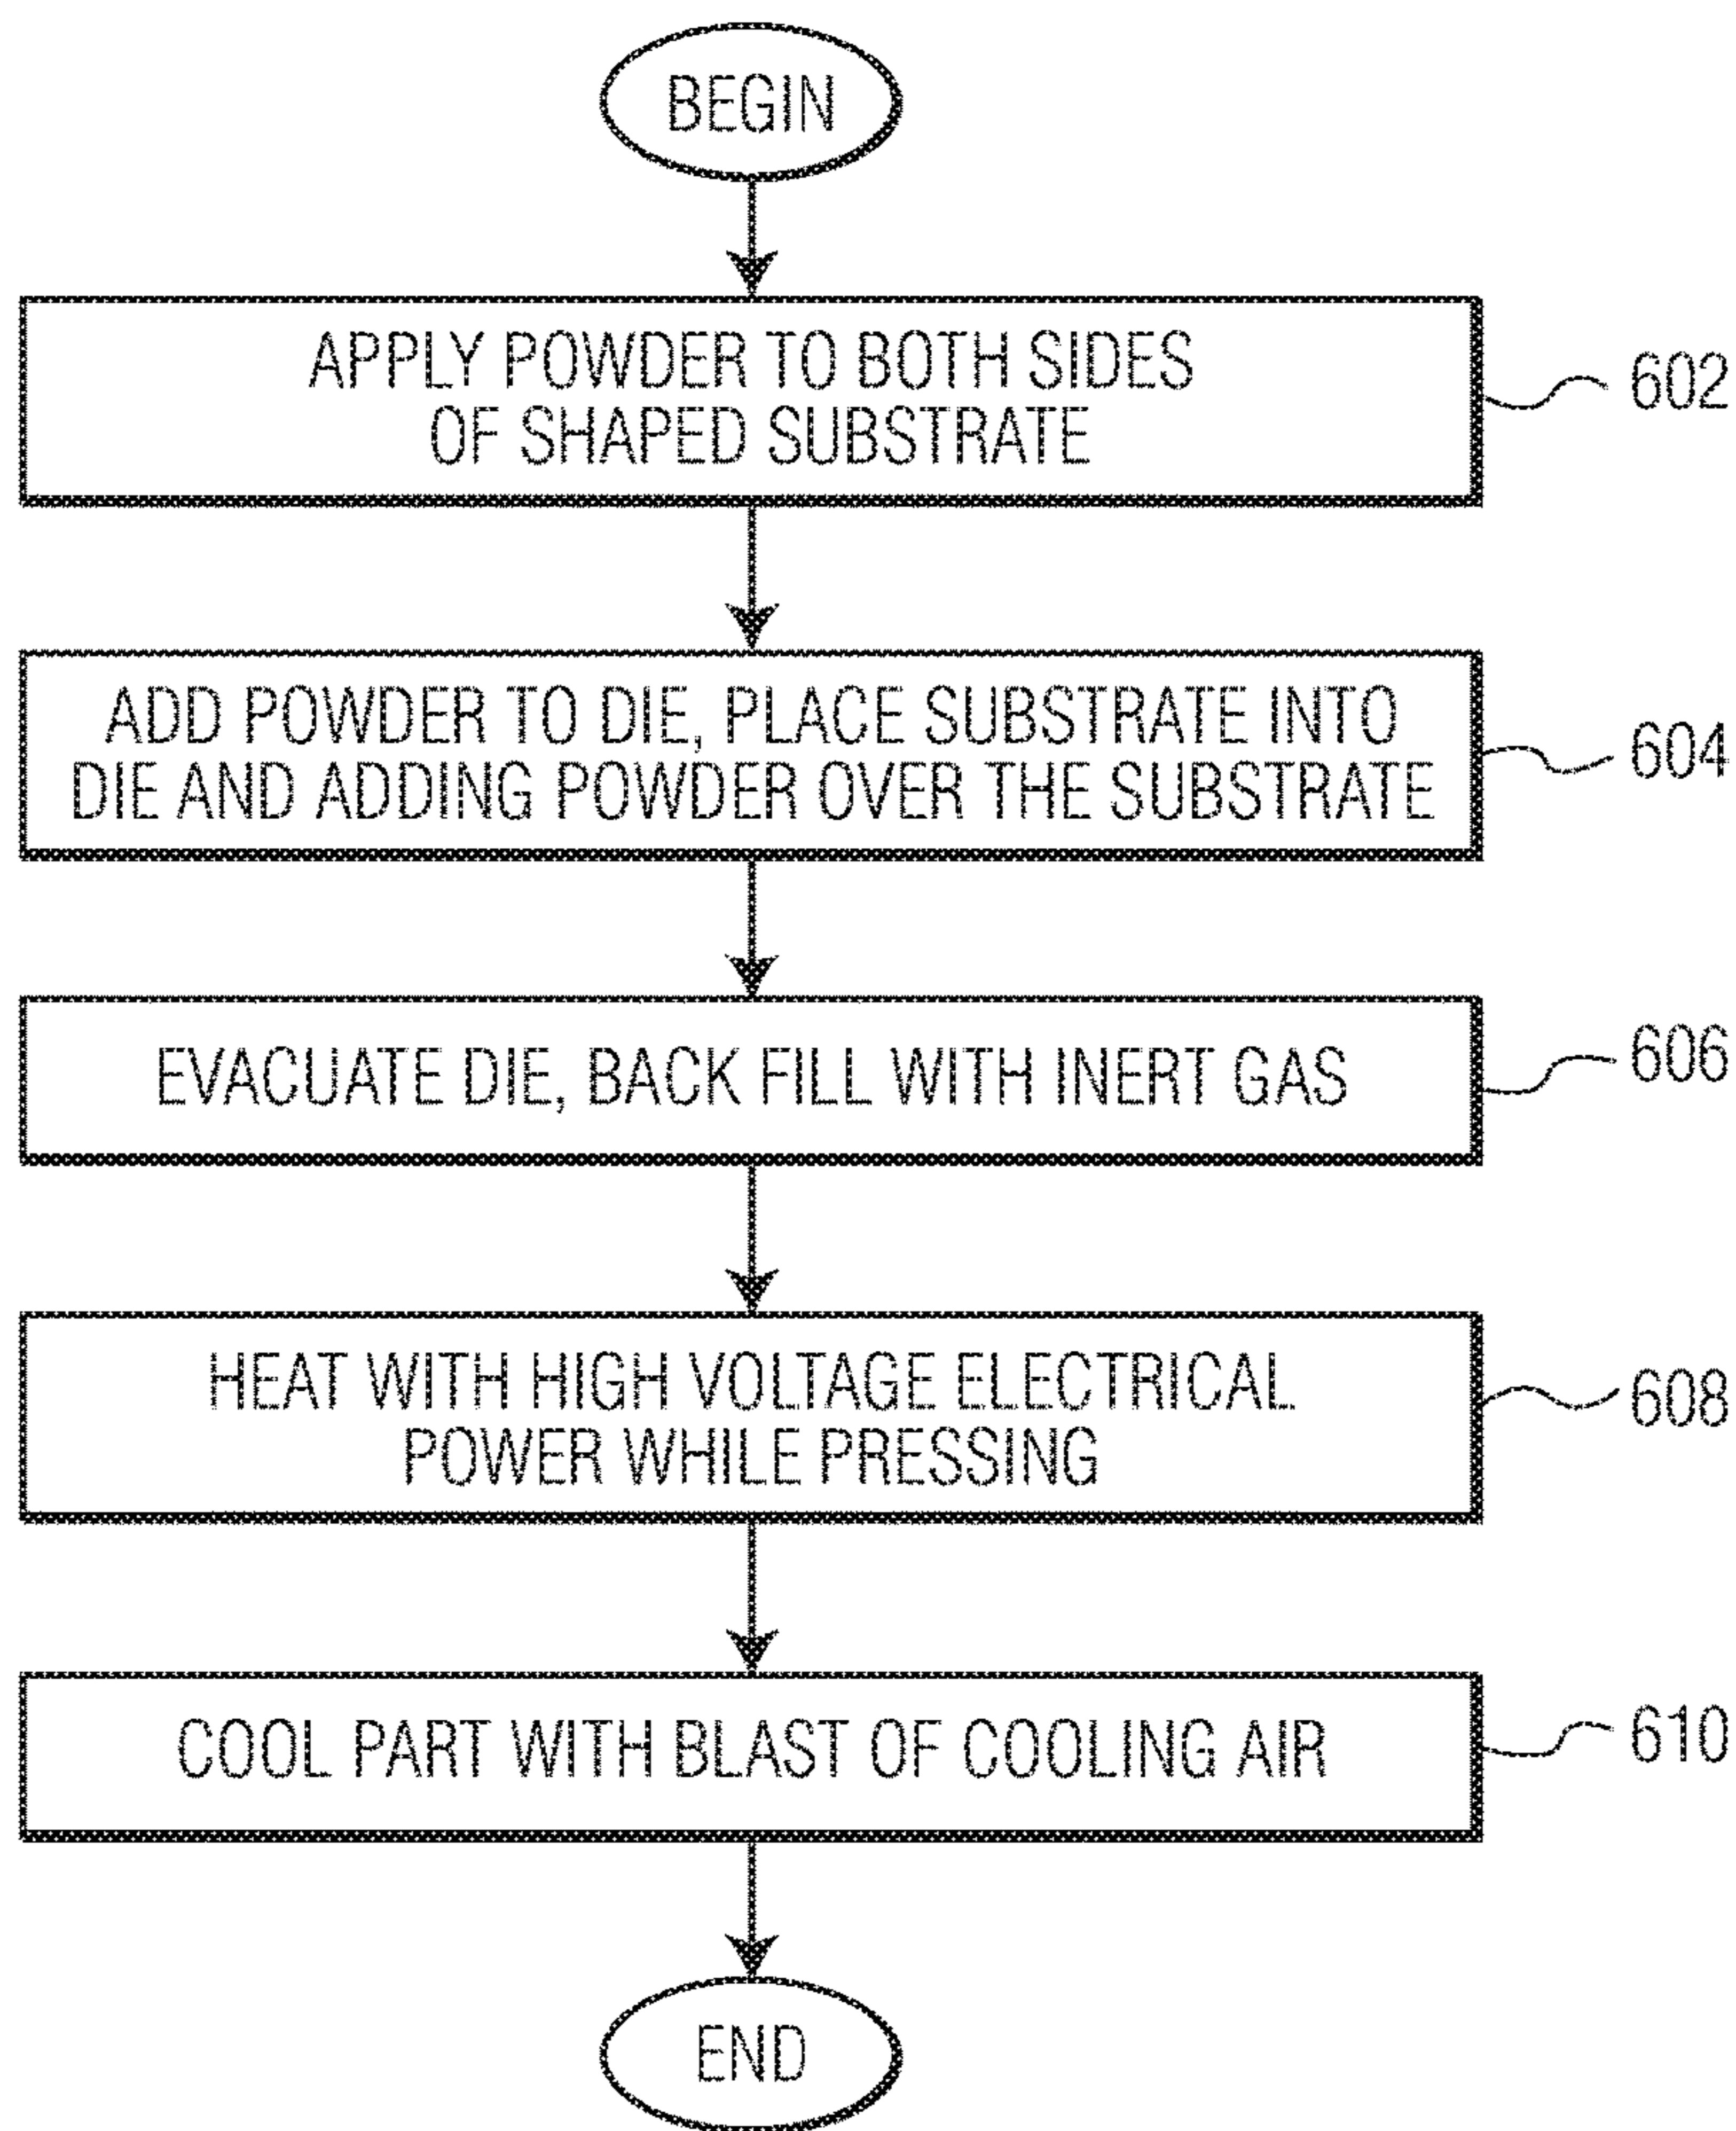 BEGIN
APPLY POWDER TO BOTH SIDES
OF SHAPED SUBSTRATE
602
ADD POWDER TO DIE, PLACE SUBSTRATE INTO
DIE AND ADDING POWDER OVER THE SUBSTRATE
604
EVACUATE DIE, BACK FILL WITH INERT GAS
606
HEAT WITH HIGH VOLTAGE ELECTRICAL
POWER WHILE PRESSING
608
COOL PART WITH BLAST OF COOLING AIR
610
END